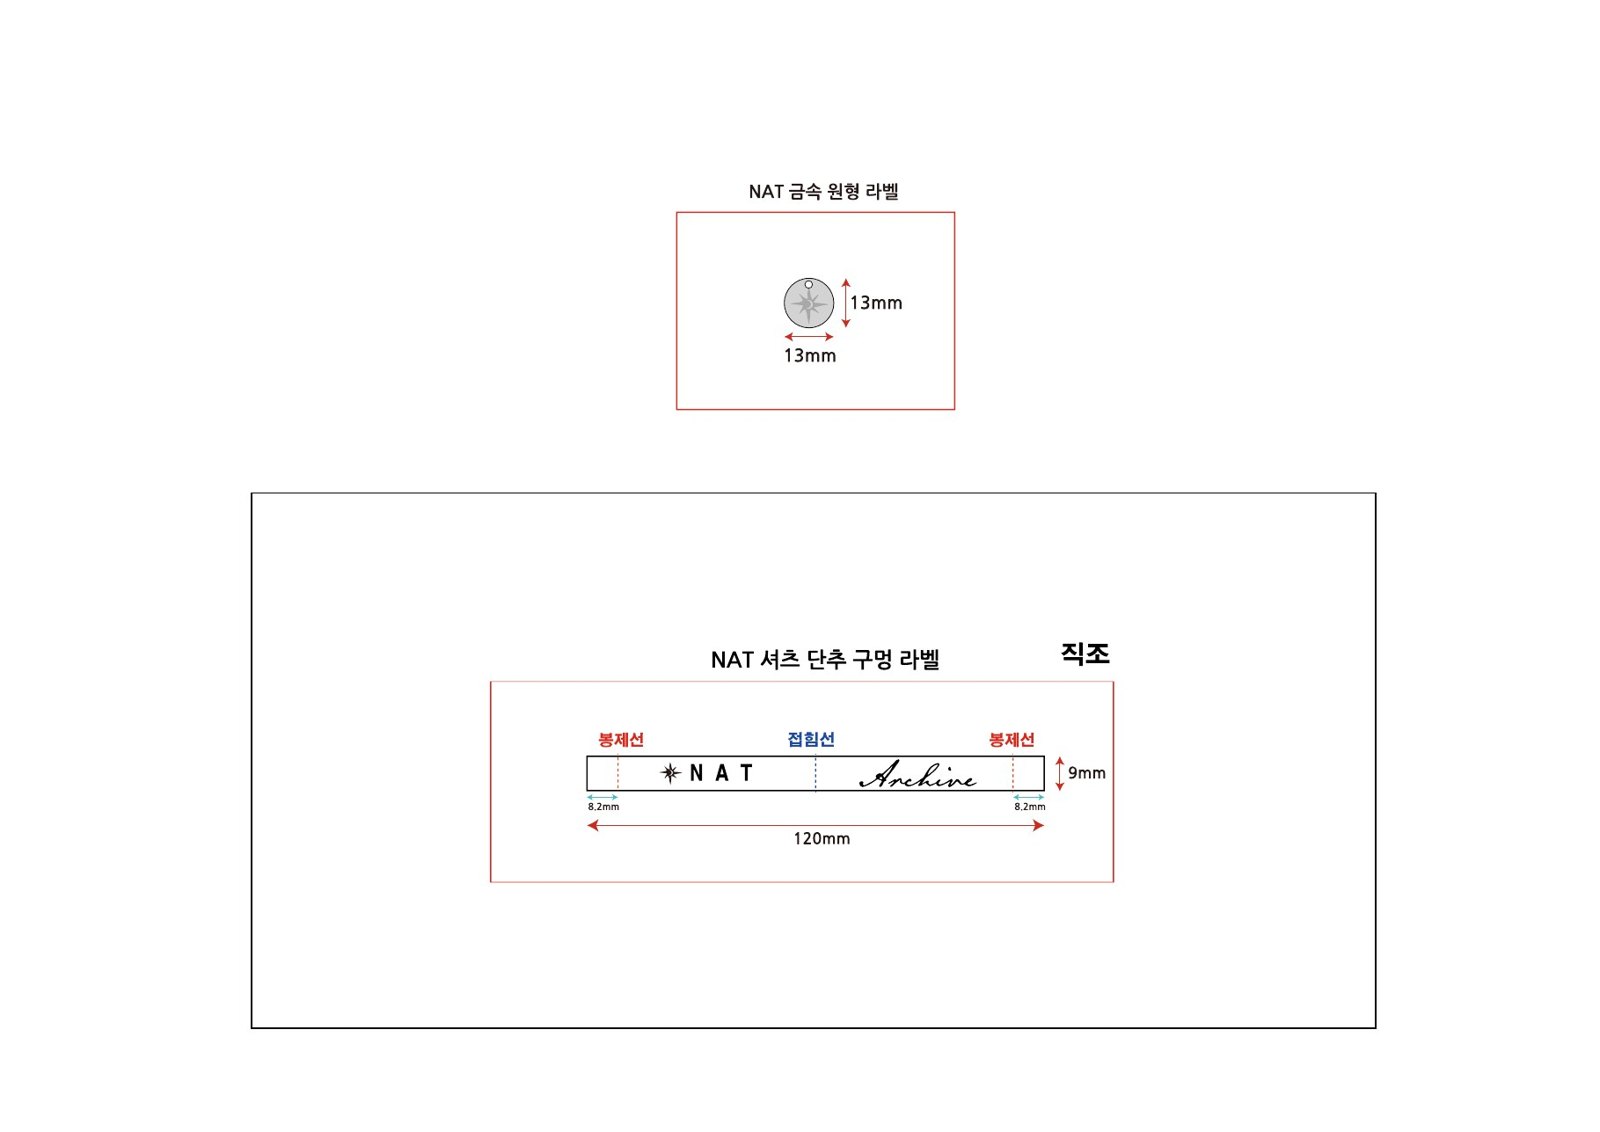 NAT 금속 원형 라벨
13mm
13mm
NAT 셔츠 단추 구멍 라벨
직조
봉제선
접힘선
봉제선
NAT
Archive
9mm
8.2mm
8.2mm
120mm